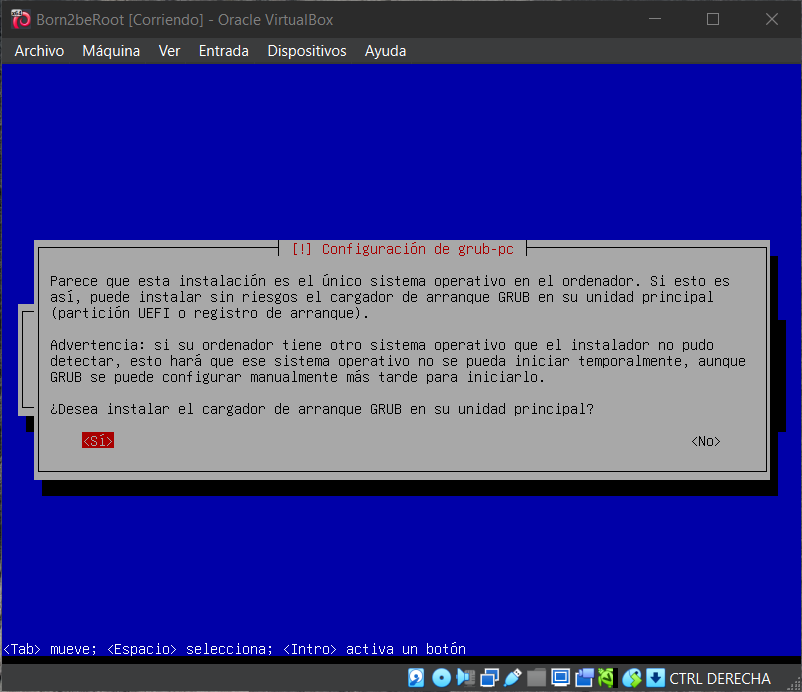 Born2beRoot [Corriendo] - Oracle VirtualBox
Archivo Máquina Ver Entrada Dispositivos Ayuda
[!] Configuración de grub-pc
Parece que esta instalación es el único sistema operativo en el ordenador. Si esto es
así, puede instalar sin riesgos el cargador de arranque GRUB en su unidad principal
(partición UEFI o registro de arranque).
Advertencia: si su ordenador tiene otro sistema operativo que el instalador no pudo
detectar, esto hará que ese sistema operativo no se pueda iniciar temporalmente, aunque
GRUB se puede configurar manualmente más tarde para iniciarlo.
¿Desea instalar el cargador de arranque GRUB en su unidad principal?
<Sí> <No>
<Tab> mueve; <Espacio> selecciona; <Intro> activa un botón
CTRL DERECHA